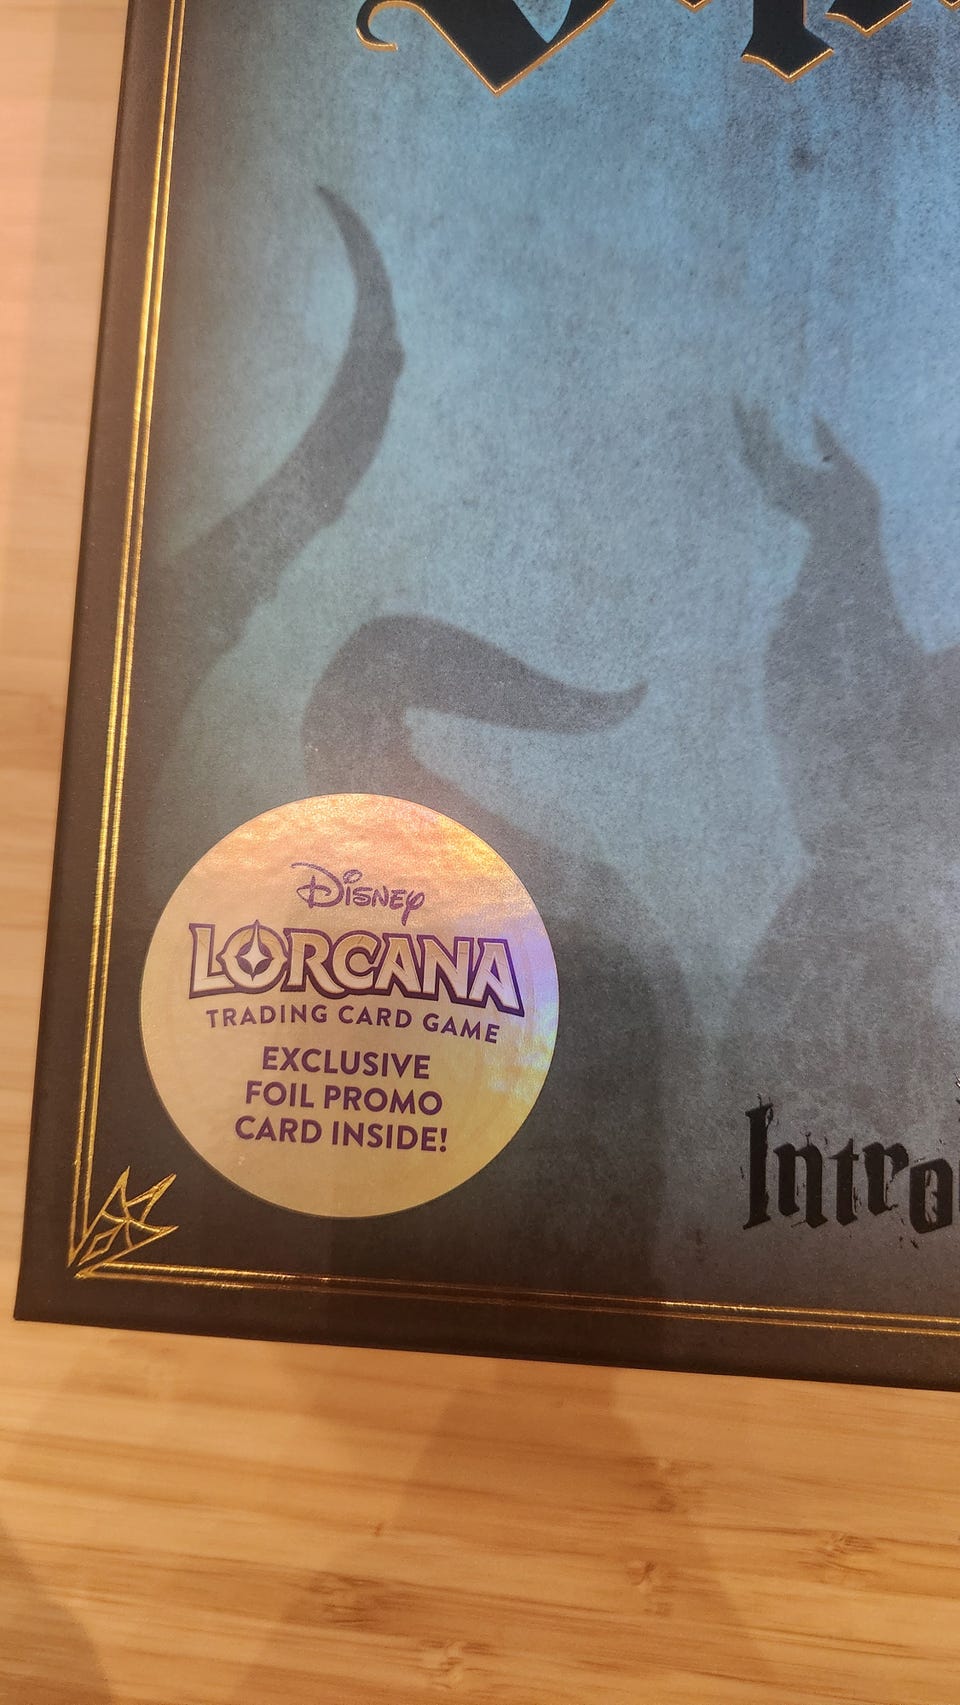 Disney
LORCANA
TRADING CARD GAME
EXCLUSIVE
FOIL PROMO
CARD INSIDE!